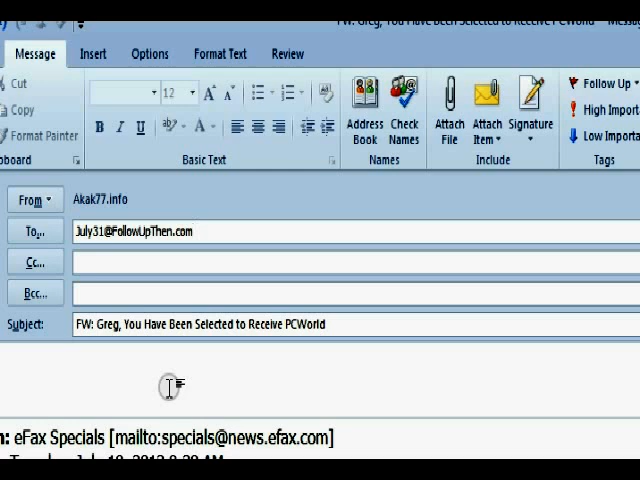 FW: Greg, You Have Been Selected to Receive PCWorld
Message Insert Options Format Text Review
Cut
Copy
Format Painter
12
B I U
Address Book
Check Names
Attach File
Attach Item
Signature
Follow Up
High Importa
Low Importa
board
Basic Text
Names
Include
Tags
From
Akak77.info
To...
July31@FollowUpThen.com
Cc...
Bcc...
Subject:
FW: Greg, You Have Been Selected to Receive PCWorld
m: eFax Specials [mailto:specials@news.efax.com]